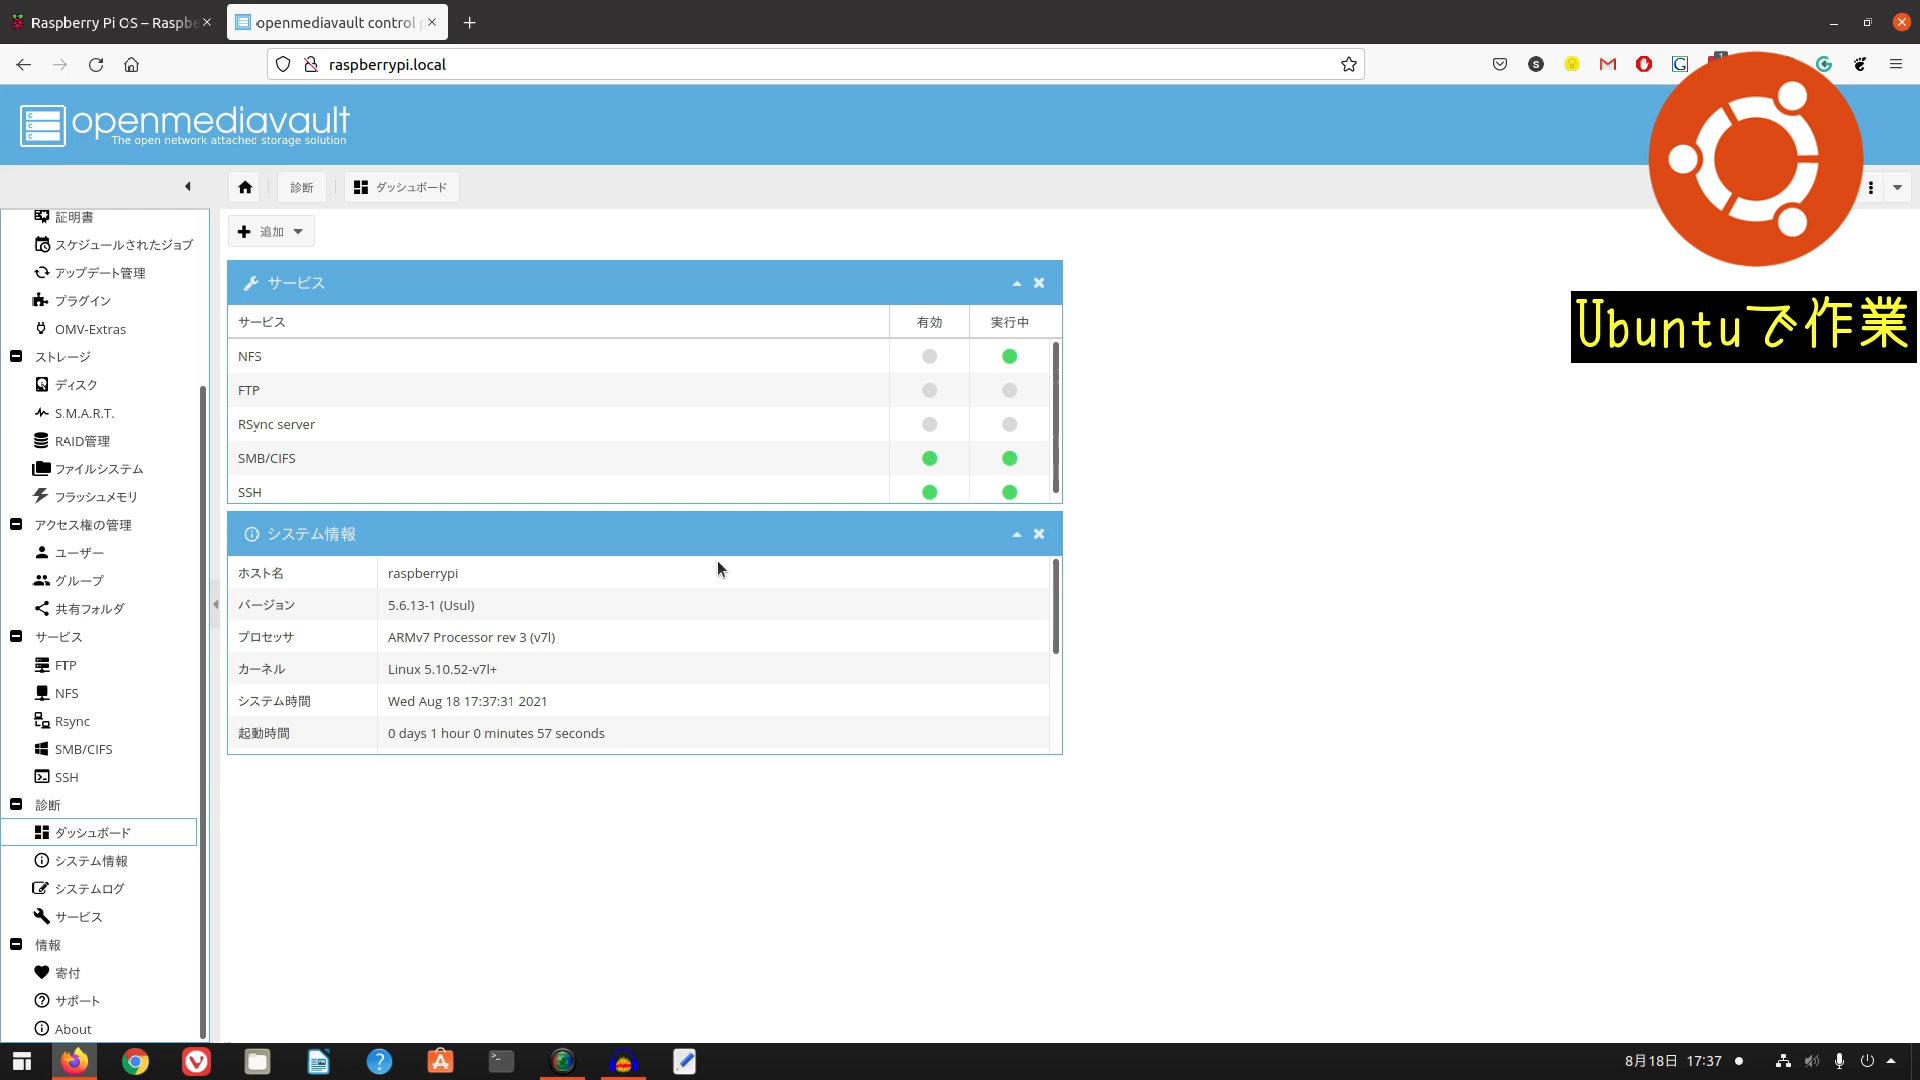 Raspberry Pi OS – Raspbe
openmediavault control p
raspberrypi.local
openmediavault
The open network attached storage solution
診断
ダッシュボード
Ubuntuで作業
追加
証明書
スケジュールされたジョブ
アップデート管理
プラグイン
OMV-Extras
ストレージ
ディスク
S.M.A.R.T.
RAID管理
ファイルシステム
フラッシュメモリ
アクセス権の管理
ユーザー
グループ
共有フォルダ
サービス
FTP
NFS
Rsync
SMB/CIFS
SSH
診断
ダッシュボード
システム情報
システムログ
サービス
情報
寄付
サポート
About
サービス
サービス 有効 実行中
NFS
FTP
RSync server
SMB/CIFS
SSH
システム情報
ホスト名 raspberrypi
バージョン 5.6.13-1 (Usul)
プロセッサ ARMv7 Processor rev 3 (v7l)
カーネル Linux 5.10.52-v7l+
システム時間 Wed Aug 18 17:37:31 2021
起動時間 0 days 1 hour 0 minutes 57 seconds
8月18日 17:37